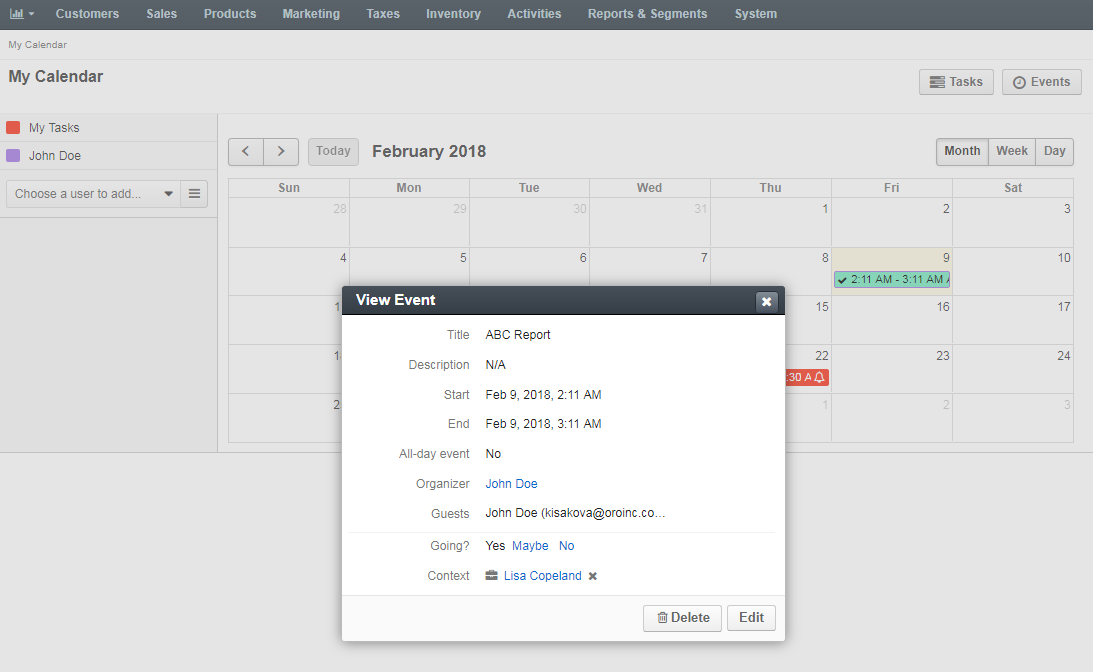 Customers Sales Products Marketing Taxes Inventory Activities Reports & Segments System
My Calendar
My Calendar
Tasks Events
My Tasks
John Doe
Choose a user to add...
Today February 2018 Month Week Day
Sun Mon Tue Wed Thu Fri Sat
28 29 30 31 1 2 3
4 5 6 7 8 9 10
2:11 AM - 3:11 AM
15 16 17
22 23 24
:30 A
1 2 3
View Event
Title ABC Report
Description N/A
Start Feb 9, 2018, 2:11 AM
End Feb 9, 2018, 3:11 AM
All-day event No
Organizer John Doe
Guests John Doe (kisakova@oroinc.co...
Going? Yes Maybe No
Context Lisa Copeland
Delete Edit